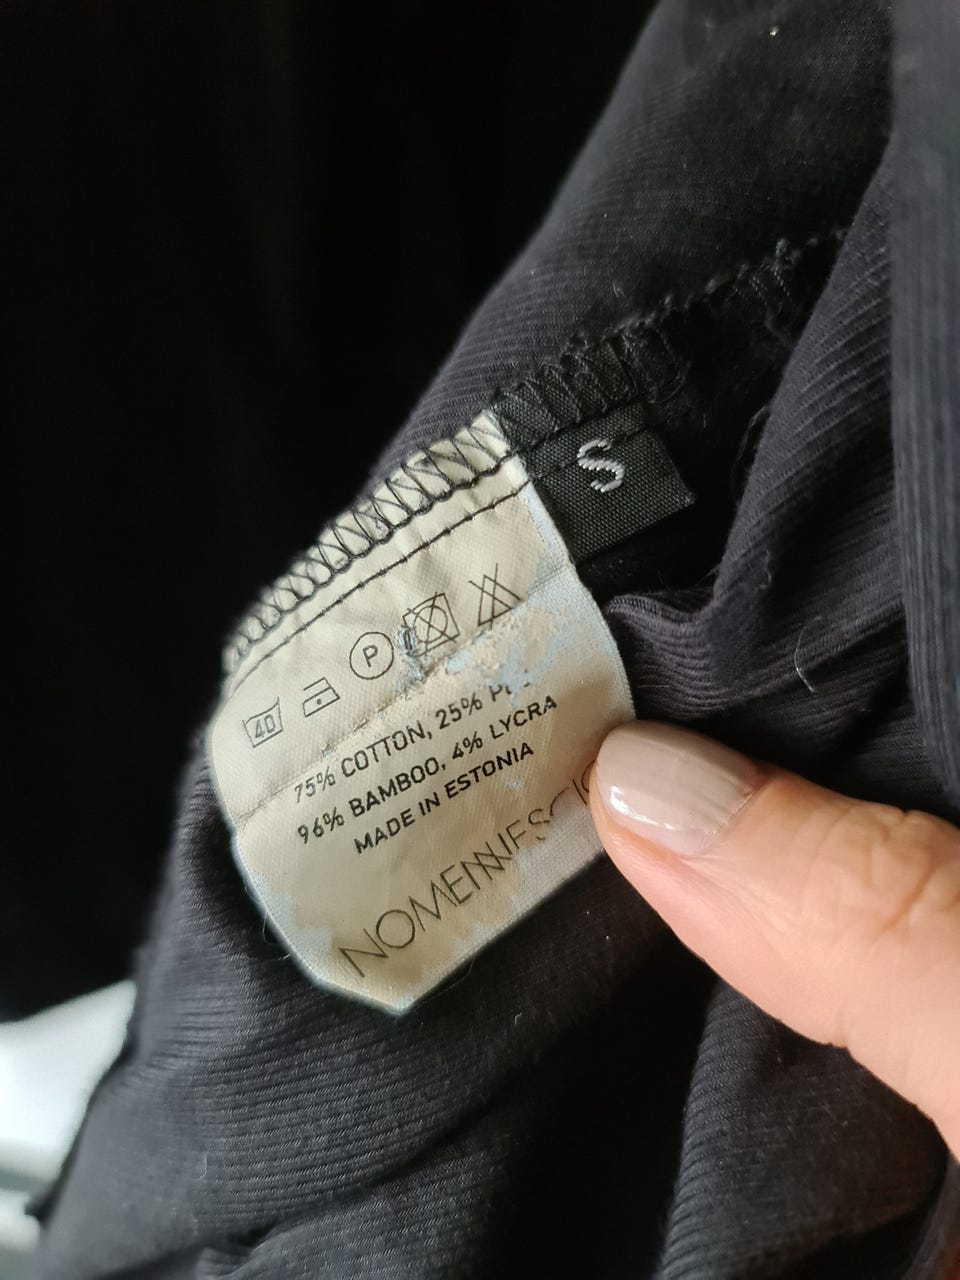 S
40 P
75% COTTON, 25%
96% BAMBOO, 4% LYCRA
MADE IN ESTONIA